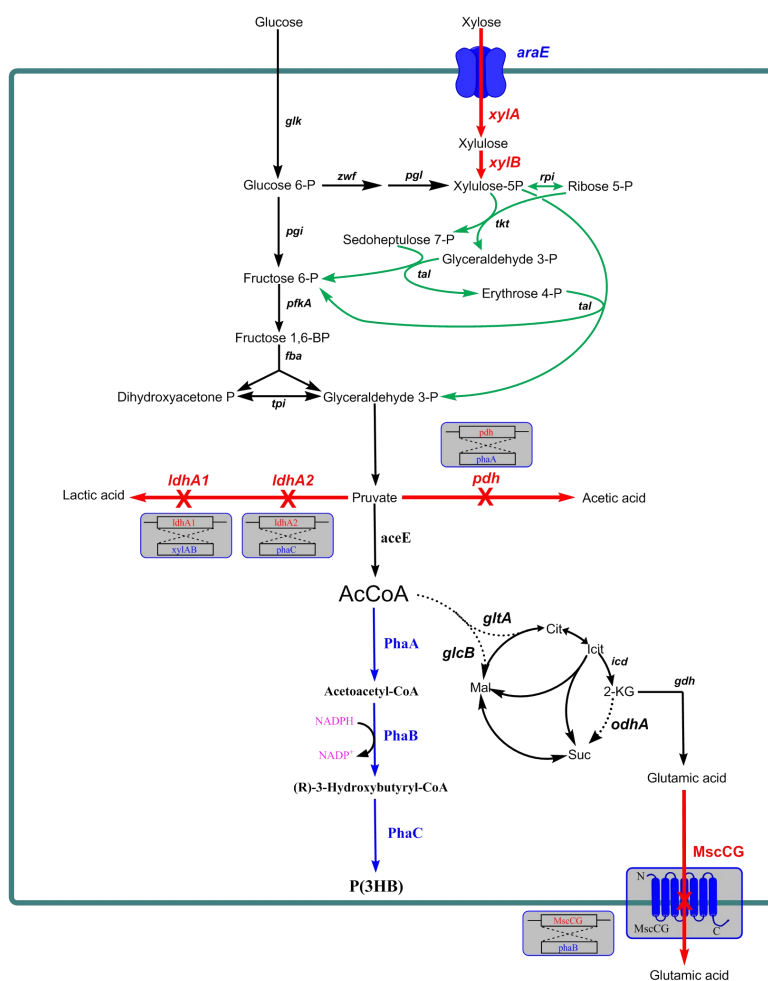 Glucose
Xylose
araE
xylA
glk
Xylulose
xylB
Glucose 6-P
zwf
pgl
Xylulose-5P
rpi
Ribose 5-P
tkt
pgi
Sedoheptulose 7-P
Glyceraldehyde 3-P
Fructose 6-P
tal
Erythrose 4-P
pfkA
tal
Fructose 1,6-BP
fba
Dihydroxyacetone P
tpi
Glyceraldehyde 3-P
pdh
phaA
ldhA1
ldhA2
pdh
Lactic acid
X
X
Pruvate
X
Acetic acid
ldhA1
xylAB
ldhA2
phaC
aceE
AcCoA
gltA
Cit
PhaA
glcB
Icit
icd
Mal
2-KG
gdh
Acetoacetyl-CoA
NADPH
PhaB
odhA
NADP+
Suc
(R)-3-Hydroxybutyryl-CoA
Glutamic acid
PhaC
MscCG
P(3HB)
N
X
MscCG
C
MscCG
phaB
Glutamic acid